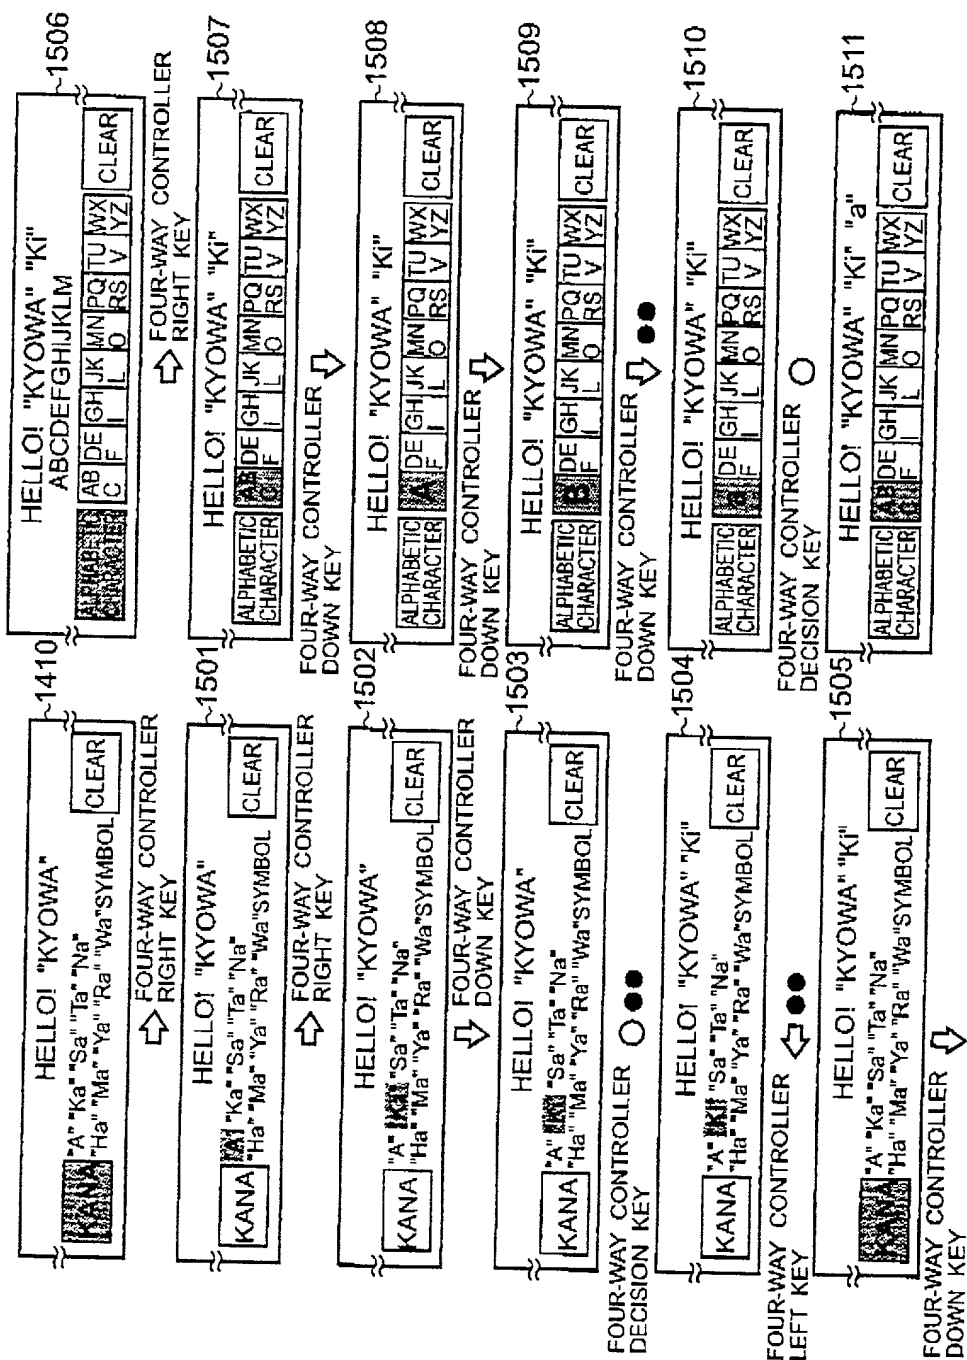 HELLO! "KYOWA" ~1410
KANA "A" "Ka" "Sa" "Ta" "Na" CLEAR
"Ha" "Ma" "Ya" "Ra" "Wa" SYMBOL
FOUR-WAY CONTROLLER
RIGHT KEY
HELLO! "KYOWA" ~1501
KANA "A" "Ka" "Sa" "Ta" "Na" CLEAR
"Ha" "Ma" "Ya" "Ra" "Wa" SYMBOL
FOUR-WAY CONTROLLER
RIGHT KEY
HELLO! "KYOWA" ~1502
KANA "A" "Ka" "Sa" "Ta" "Na" CLEAR
"Ha" "Ma" "Ya" "Ra" "Wa" SYMBOL
FOUR-WAY CONTROLLER
DOWN KEY
HELLO! "KYOWA" ~1503
KANA "A" "Ki" "Sa" "Ta" "Na" CLEAR
"Ha" "Ma" "Ya" "Ra" "Wa" SYMBOL
FOUR-WAY CONTROLLER
DECISION KEY
HELLO! "KYOWA" "Ki" ~1504
KANA "A" "Ki" "Sa" "Ta" "Na" CLEAR
"Ha" "Ma" "Ya" "Ra" "Wa" SYMBOL
FOUR-WAY CONTROLLER
LEFT KEY
HELLO! "KYOWA" "Ki" ~1505
KANA "A" "Ka" "Sa" "Ta" "Na" CLEAR
"Ha" "Ma" "Ya" "Ra" "Wa" SYMBOL
FOUR-WAY CONTROLLER
DOWN KEY
HELLO! "KYOWA" "Ki" ~1506
ABCDEFGHIJKLM
ALPHABETIC AB DE GH JK MN PQ TU WX CLEAR
CHARACTER C F I L O RS V YZ
FOUR-WAY CONTROLLER
RIGHT KEY
HELLO! "KYOWA" "Ki" ~1507
ALPHABETIC AB DE GH JK MN PQ TU WX CLEAR
CHARACTER C F I L O RS V YZ
FOUR-WAY CONTROLLER
DOWN KEY
HELLO! "KYOWA" "Ki" ~1508
ALPHABETIC A DE GH JK MN PQ TU WX CLEAR
CHARACTER F I L O RS V YZ
FOUR-WAY CONTROLLER
DOWN KEY
HELLO! "KYOWA" "Ki" ~1509
ALPHABETIC B DE GH JK MN PQ TU WX CLEAR
CHARACTER F I L O RS V YZ
FOUR-WAY CONTROLLER
DOWN KEY
HELLO! "KYOWA" "Ki" ~1510
ALPHABETIC a DE GH JK MN PQ TU WX CLEAR
CHARACTER F I L O RS V YZ
FOUR-WAY CONTROLLER
DECISION KEY
HELLO! "KYOWA" "Ki" "a" ~1511
ALPHABETIC AB DE GH JK MN PQ TU WX CLEAR
CHARACTER C F I L O RS V YZ